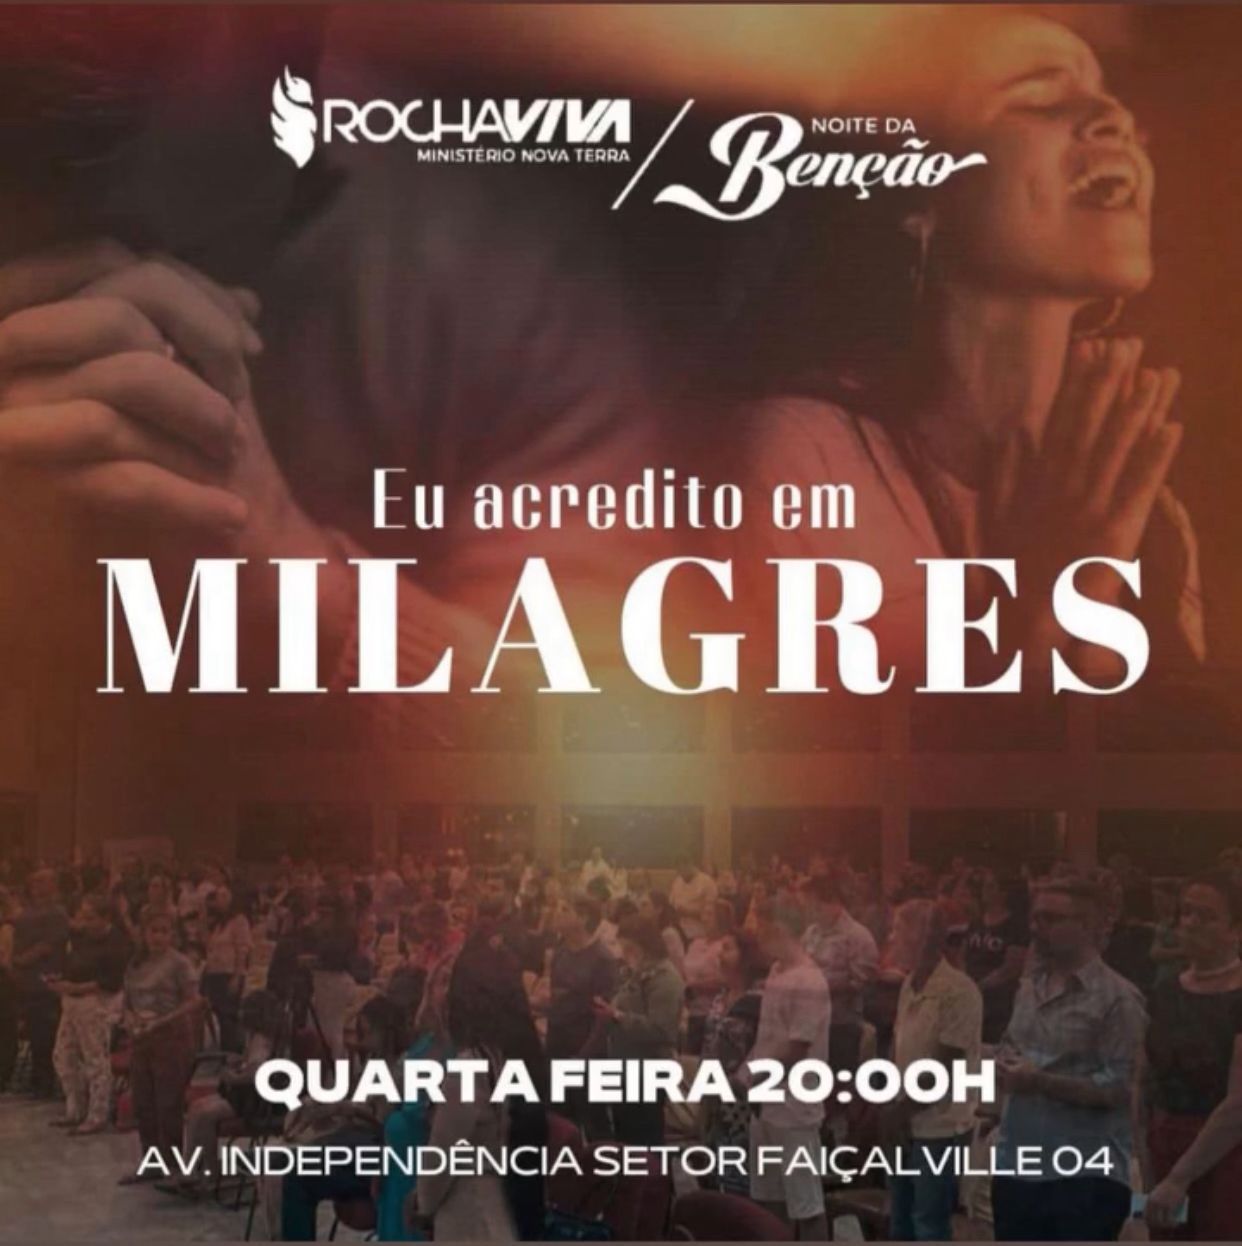 ROCHAVIVA
MINISTÉRIO NOVA TERRA
NOITE DA
Benção
Eu acredito em
MILAGRES
QUARTA FEIRA 20:00H
AV. INDEPENDÊNCIA SETOR FAIÇALVILLE 04